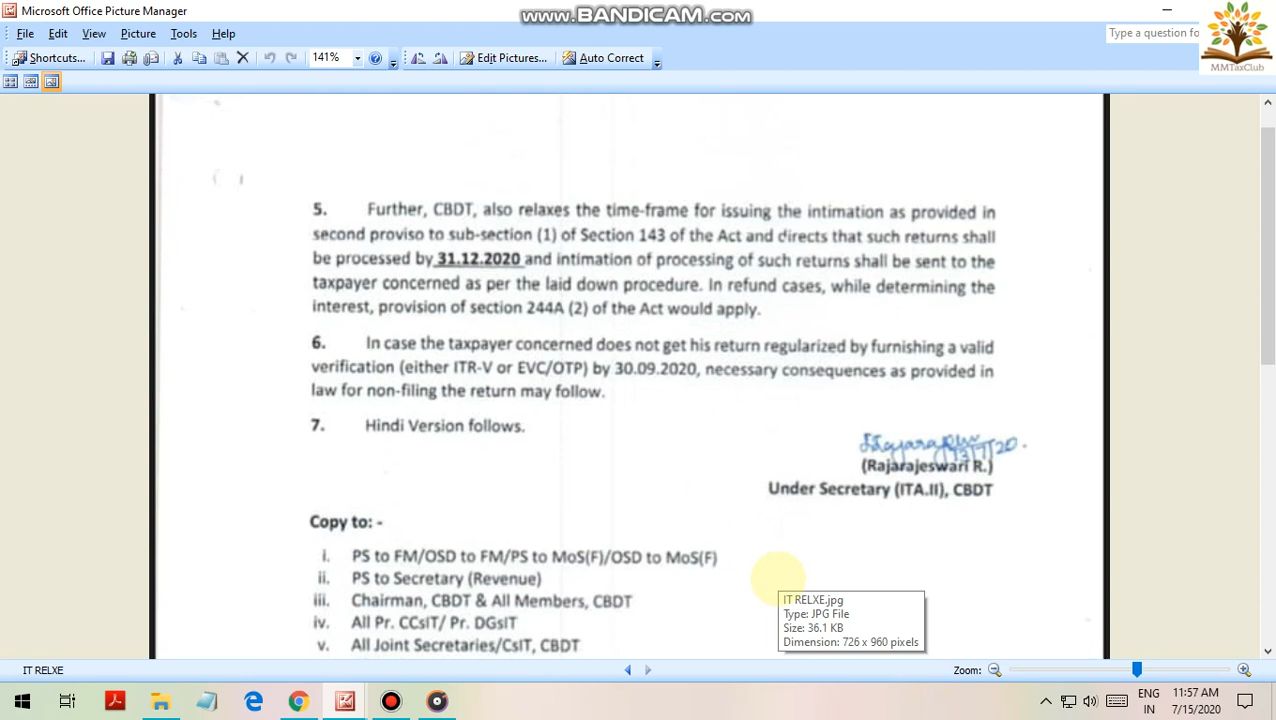 Microsoft Office Picture Manager
www.BANDICAM.com
File Edit View Picture Tools Help
Type a question fo
MMTaxClub
Shortcuts...
141%
Edit Pictures...
Auto Correct
5. Further, CBDT, also relaxes the time-frame for issuing the intimation as provided in
second proviso to sub-section (1) of Section 143 of the Act and directs that such returns shall
be processed by 31.12.2020 and intimation of processing of such returns shall be sent to the
taxpayer concerned as per the laid down procedure. In refund cases, while determining the
interest, provision of section 244A (2) of the Act would apply.
6. In case the taxpayer concerned does not get his return regularized by furnishing a valid
verification (either ITR-V or EVC/OTP) by 30.09.2020, necessary consequences as provided in
law for non-filing the return may follow.
7. Hindi Version follows.
13/7/20.
(Rajarajeswari R.)
Under Secretary (ITA.II), CBDT
Copy to: -
i. PS to FM/OSD to FM/PS to MoS(F)/OSD to MoS(F)
ii. PS to Secretary (Revenue)
iii. Chairman, CBDT & All Members, CBDT
iv. All Pr. CCsIT/ Pr. DGsIT
v. All Joint Secretaries/CsIT, CBDT
IT RELXE.jpg
Type: JPG File
Size: 36.1 KB
Dimension: 726 x 960 pixels
IT RELXE
Zoom:
ENG
IN
11:57 AM
7/15/2020